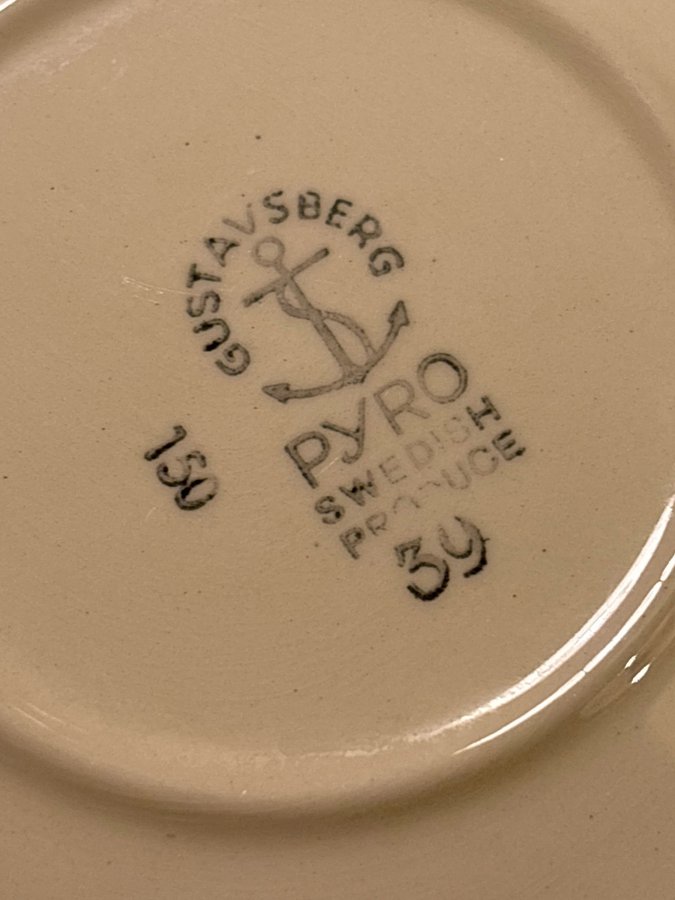 GUSTAVSBERG
PYRO
SWEDISH
PRODUCE
39
150